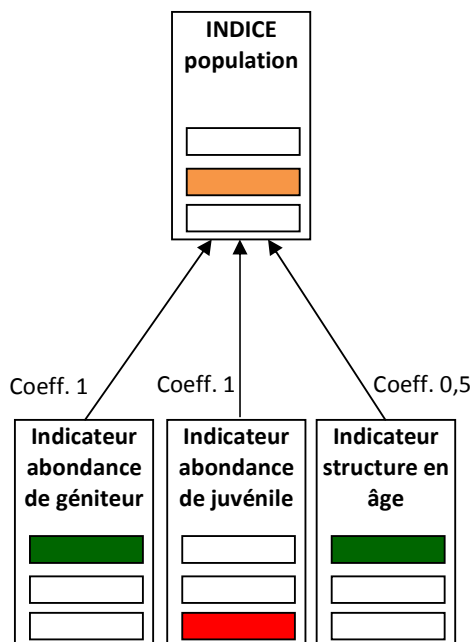 INDICE
population
Coeff. 1
Coeff. 1
Coeff. 0,5
Indicateur
abondance
de géniteur
Indicateur
abondance
de juvénile
Indicateur
structure en
âge